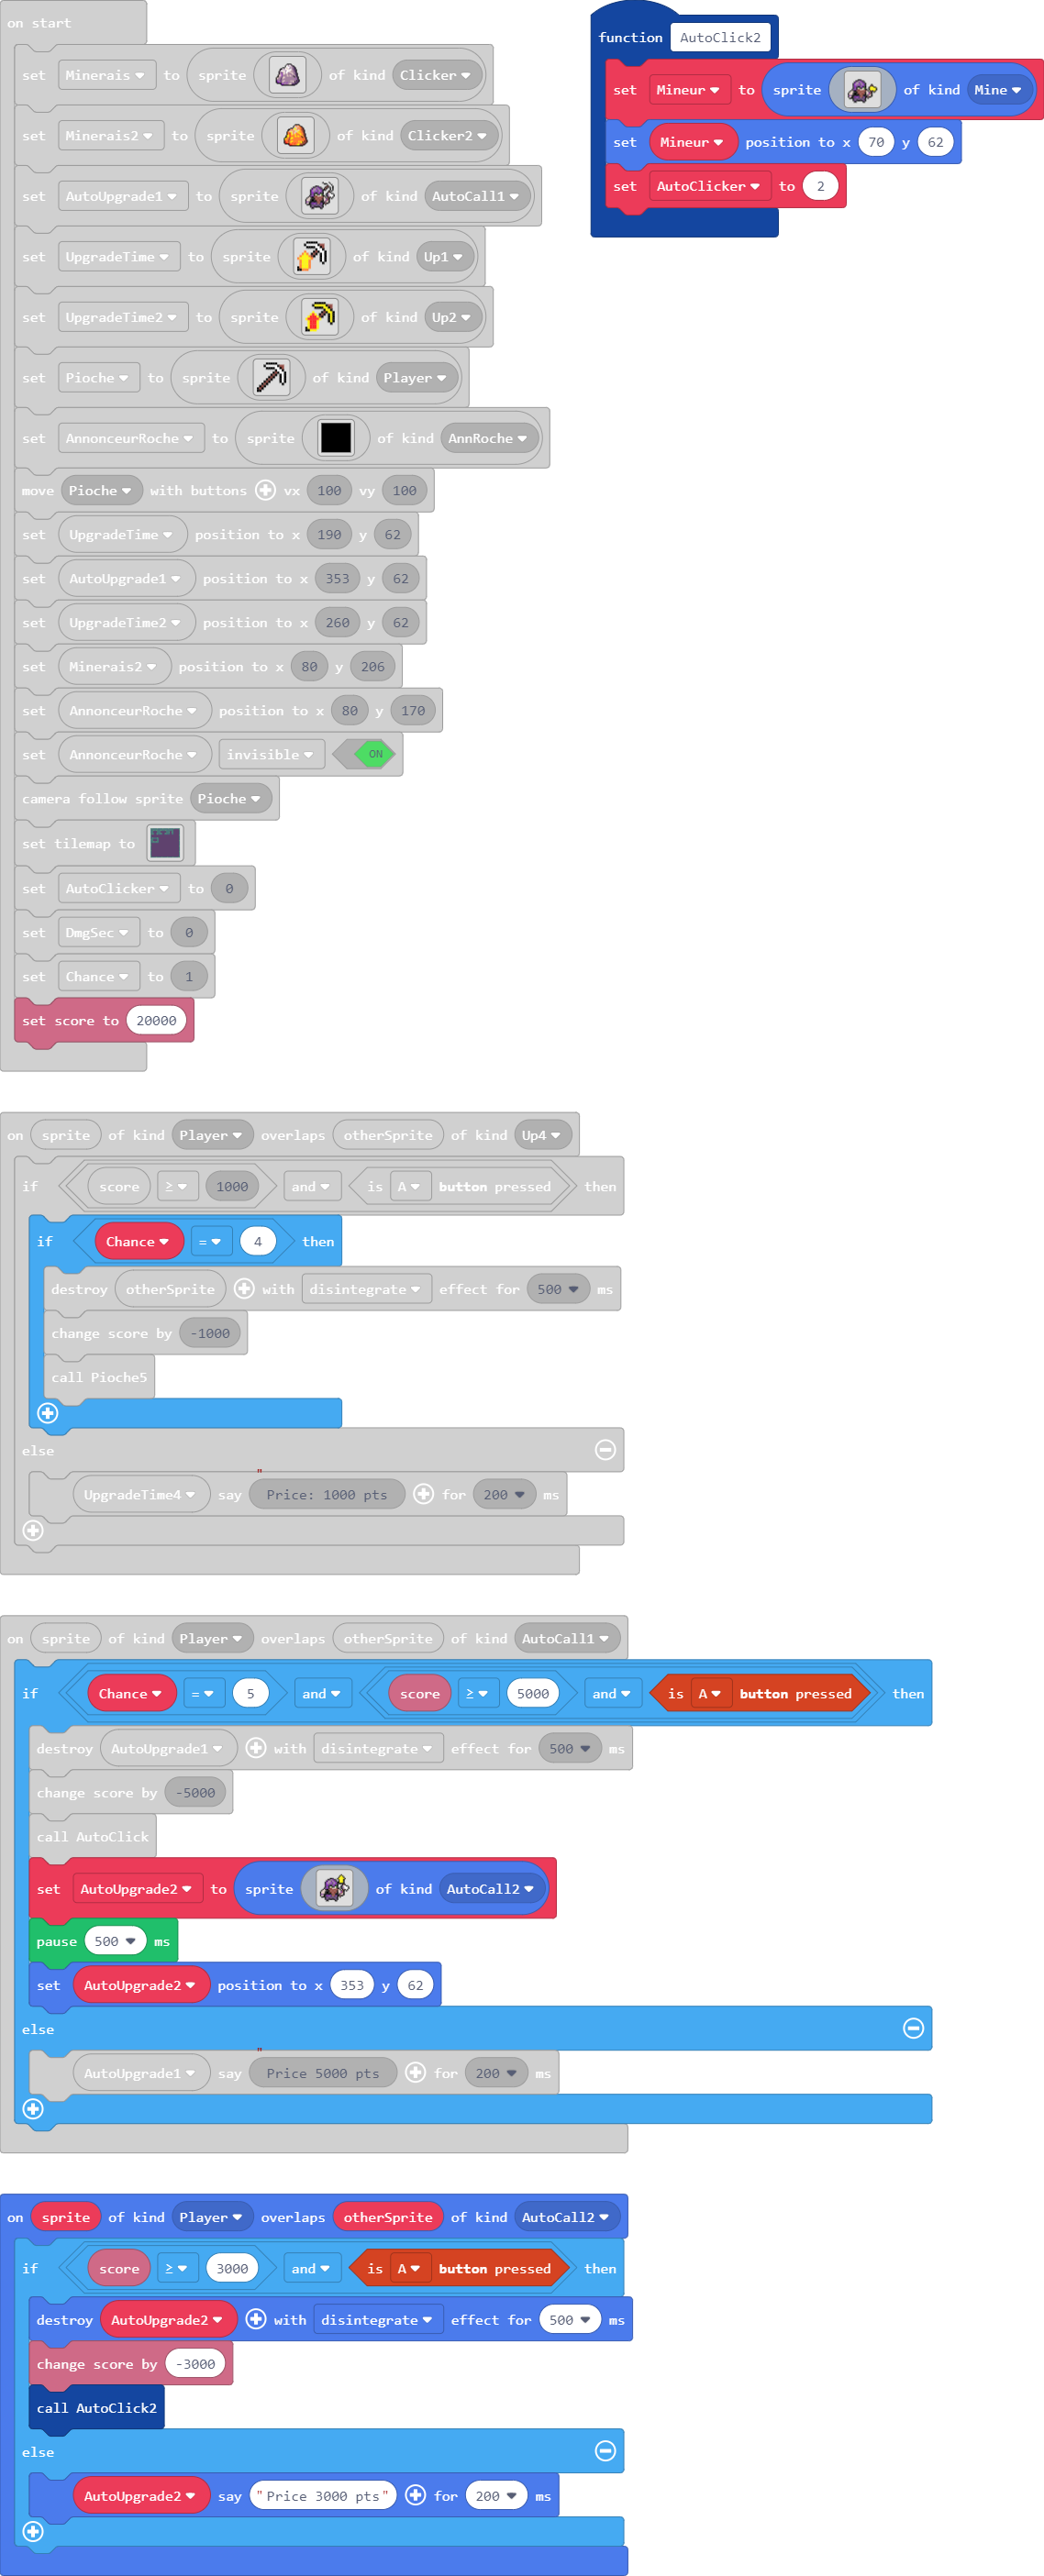 on start
set Minerais to sprite of kind Clicker
set Minerais2 to sprite of kind Clicker2
set AutoUpgrade1 to sprite of kind AutoCall1
set UpgradeTime to sprite of kind Up1
set UpgradeTime2 to sprite of kind Up2
set Pioche to sprite of kind Player
set AnnonceurRoche to sprite of kind AnnRoche
move Pioche with buttons vx 100 vy 100
set UpgradeTime position to x 190 y 62
set AutoUpgrade1 position to x 353 y 62
set UpgradeTime2 position to x 260 y 62
set Minerais2 position to x 80 y 206
set AnnonceurRoche position to x 80 y 170
set AnnonceurRoche invisible ON
camera follow sprite Pioche
set tilemap to
set AutoClicker to 0
set DmgSec to 0
set Chance to 1
set score to 20000
function AutoClick2
set Mineur to sprite of kind Mine
set Mineur position to x 70 y 62
set AutoClicker to 2
on sprite of kind Player overlaps otherSprite of kind Up4
if score ≥ 1000 and is A button pressed then
if Chance = 4 then
destroy otherSprite with disintegrate effect for 500 ms
change score by -1000
call Pioche5
else
UpgradeTime4 say " Price: 1000 pts for 200 ms
on sprite of kind Player overlaps otherSprite of kind AutoCall1
if Chance = 5 and score ≥ 5000 and is A button pressed then
destroy AutoUpgrade1 with disintegrate effect for 500 ms
change score by -5000
call AutoClick
set AutoUpgrade2 to sprite of kind AutoCall2
pause 500 ms
set AutoUpgrade2 position to x 353 y 62
else
AutoUpgrade1 say " Price 5000 pts for 200 ms
on sprite of kind Player overlaps otherSprite of kind AutoCall2
if score ≥ 3000 and is A button pressed then
destroy AutoUpgrade2 with disintegrate effect for 500 ms
change score by -3000
call AutoClick2
else
AutoUpgrade2 say "Price 3000 pts" for 200 ms